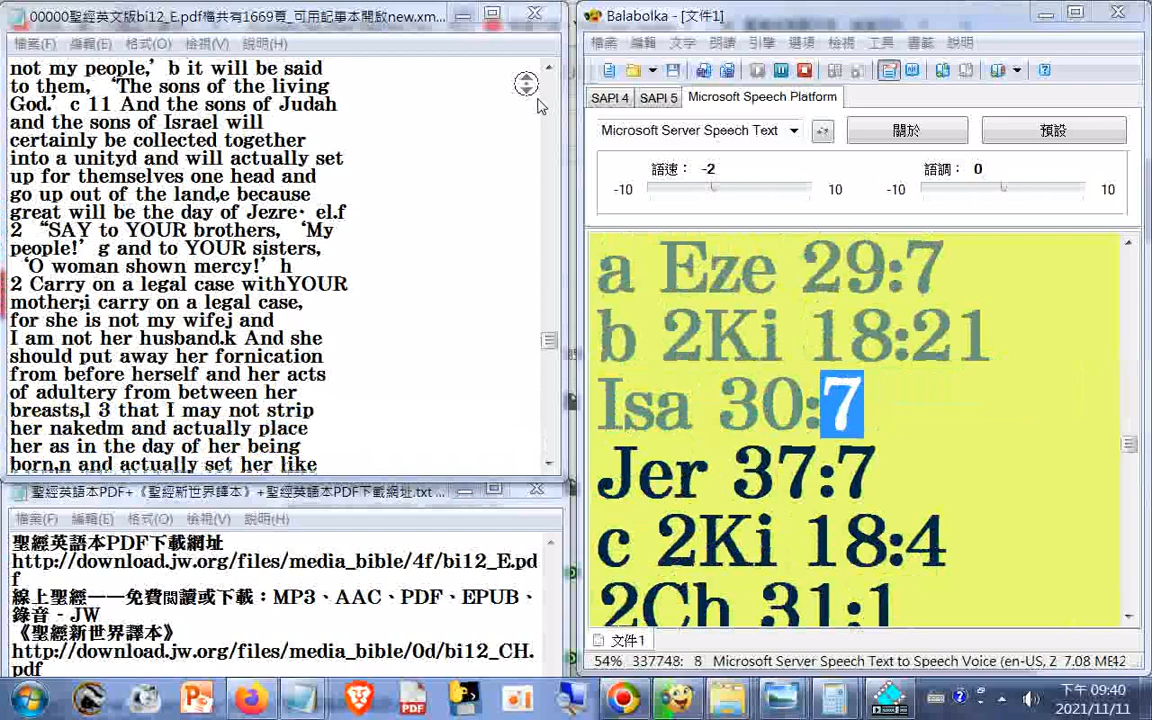 00000聖經英文版bi12_E.pdf檔共有1669頁_可用記事本開啟new.xm...
檔案(F) 編輯(E) 格式(O) 檢視(V) 說明(H)
not my people,’ b it will be said
to them, ‘The sons of the living
God.’ c 11 And the sons of Judah
and the sons of Israel will
certainly be collected together
into a unityd and will actually set
up for themselves one head and
go up out of the land,e because
great will be the day of Jezre· el.f
2 “SAY to YOUR brothers, ‘My
people!’ g and to YOUR sisters,
‘O woman shown mercy!’ h
2 Carry on a legal case withYOUR
mother;i carry on a legal case,
for she is not my wifej and
I am not her husband.k And she
should put away her fornication
from before herself and her acts
of adultery from between her
breasts,l 3 that I may not strip
her nakedm and actually place
her as in the day of her being
born,n and actually set her like
聖經英語本PDF+《聖經新世界譯本》+聖經英語本PDF下載網址.txt ...
檔案(F) 編輯(E) 格式(O) 檢視(V) 說明(H)
聖經英語本PDF下載網址
http://download.jw.org/files/media_bible/4f/bi12_E.pd
f
線上聖經——免費閱讀或下載：MP3、AAC、PDF、EPUB、
錄音 - JW
《聖經新世界譯本》
http://download.jw.org/files/media_bible/0d/bi12_CH.
pdf
Balabolka - [文件1]
檔案 編輯 文字 朗讀 引擎 選項 檢視 工具 書籤 說明
SAPI 4 SAPI 5 Microsoft Speech Platform
Microsoft Server Speech Text 關於 預設
語速： -2 語調： 0
-10 10 -10 10
a Eze 29:7
b 2Ki 18:21
Isa 30:7
Jer 37:7
c 2Ki 18:4
2Ch 31:1
文件1
54% 337748: 8 Microsoft Server Speech Text to Speech Voice (en-US, Z 7.08 ME42
下午 09:40
2021/11/11